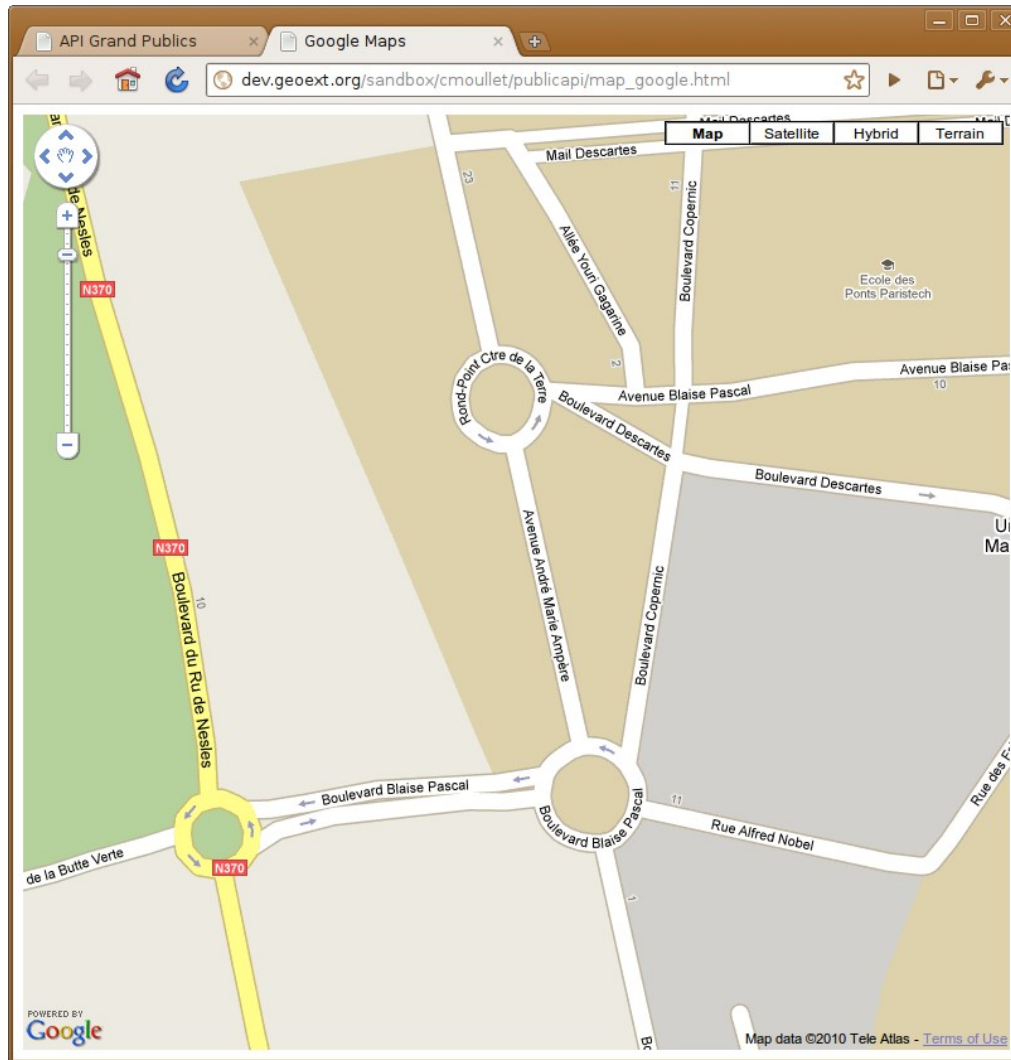 API Grand Publics
Google Maps
dev.geoext.org/sandbox/cmoullet/publicapi/map_google.html
Mail Descartes
Map
Satellite
Hybrid
Terrain
Mail Descartes
23
11
de Nesles
Allée Youri Gagarine
Boulevard Copernic
Ecole des
Ponts Paristech
N370
Rond-Point Ctre de la Terre
2
Avenue Blaise Pascal
Avenue Blaise Pas
10
Boulevard Descartes
Boulevard Descartes
N370
Avenue André Marie Ampère
Boulevard Copernic
Boulevard du Ru de Nesles
10
Boulevard Blaise Pascal
Boulevard Blaise Pascal
11
Rue Alfred Nobel
Rue des
de la Butte Verte
N370
1
POWERED BY
Google
Map data ©2010 Tele Atlas - Terms of Use